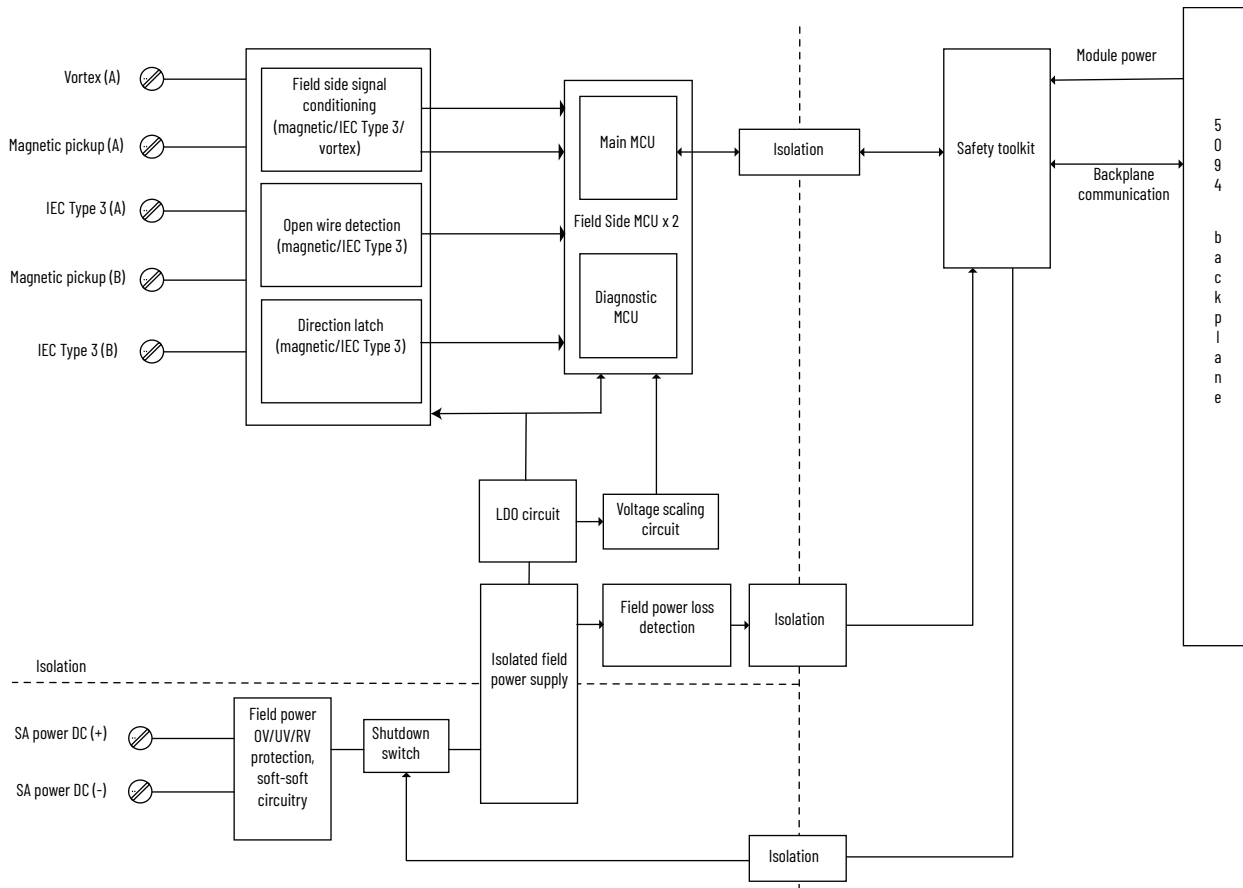 Vortex (A)
Magnetic pickup (A)
IEC Type 3 (A)
Magnetic pickup (B)
IEC Type 3 (B)
Field side signal
conditioning
(magnetic/IEC Type 3/
vortex)
Open wire detection
(magnetic/IEC Type 3)
Direction latch
(magnetic/IEC Type 3)
Main MCU
Field Side MCU x 2
Diagnostic
MCU
Isolation
Safety toolkit
Module power
Backplane
communication
5094 backplane
LDO circuit
Voltage scaling
circuit
Isolated field
power supply
Field power loss
detection
Isolation
Isolation
SA power DC (+)
SA power DC (-)
Field power
OV/UV/RV
protection,
soft-soft
circuitry
Shutdown
switch
Isolation